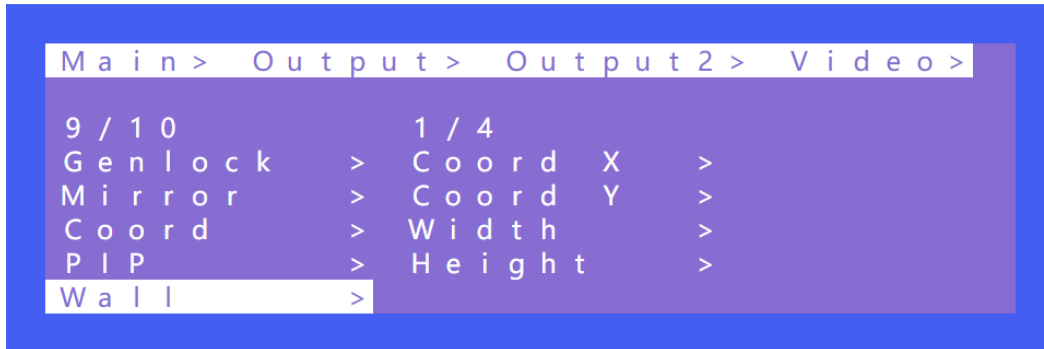 Main> Output> Output2> Video>
9/10 1/4
Genlock > Coord X >
Mirror > Coord Y >
Coord > Width >
PIP > Height >
Wall >